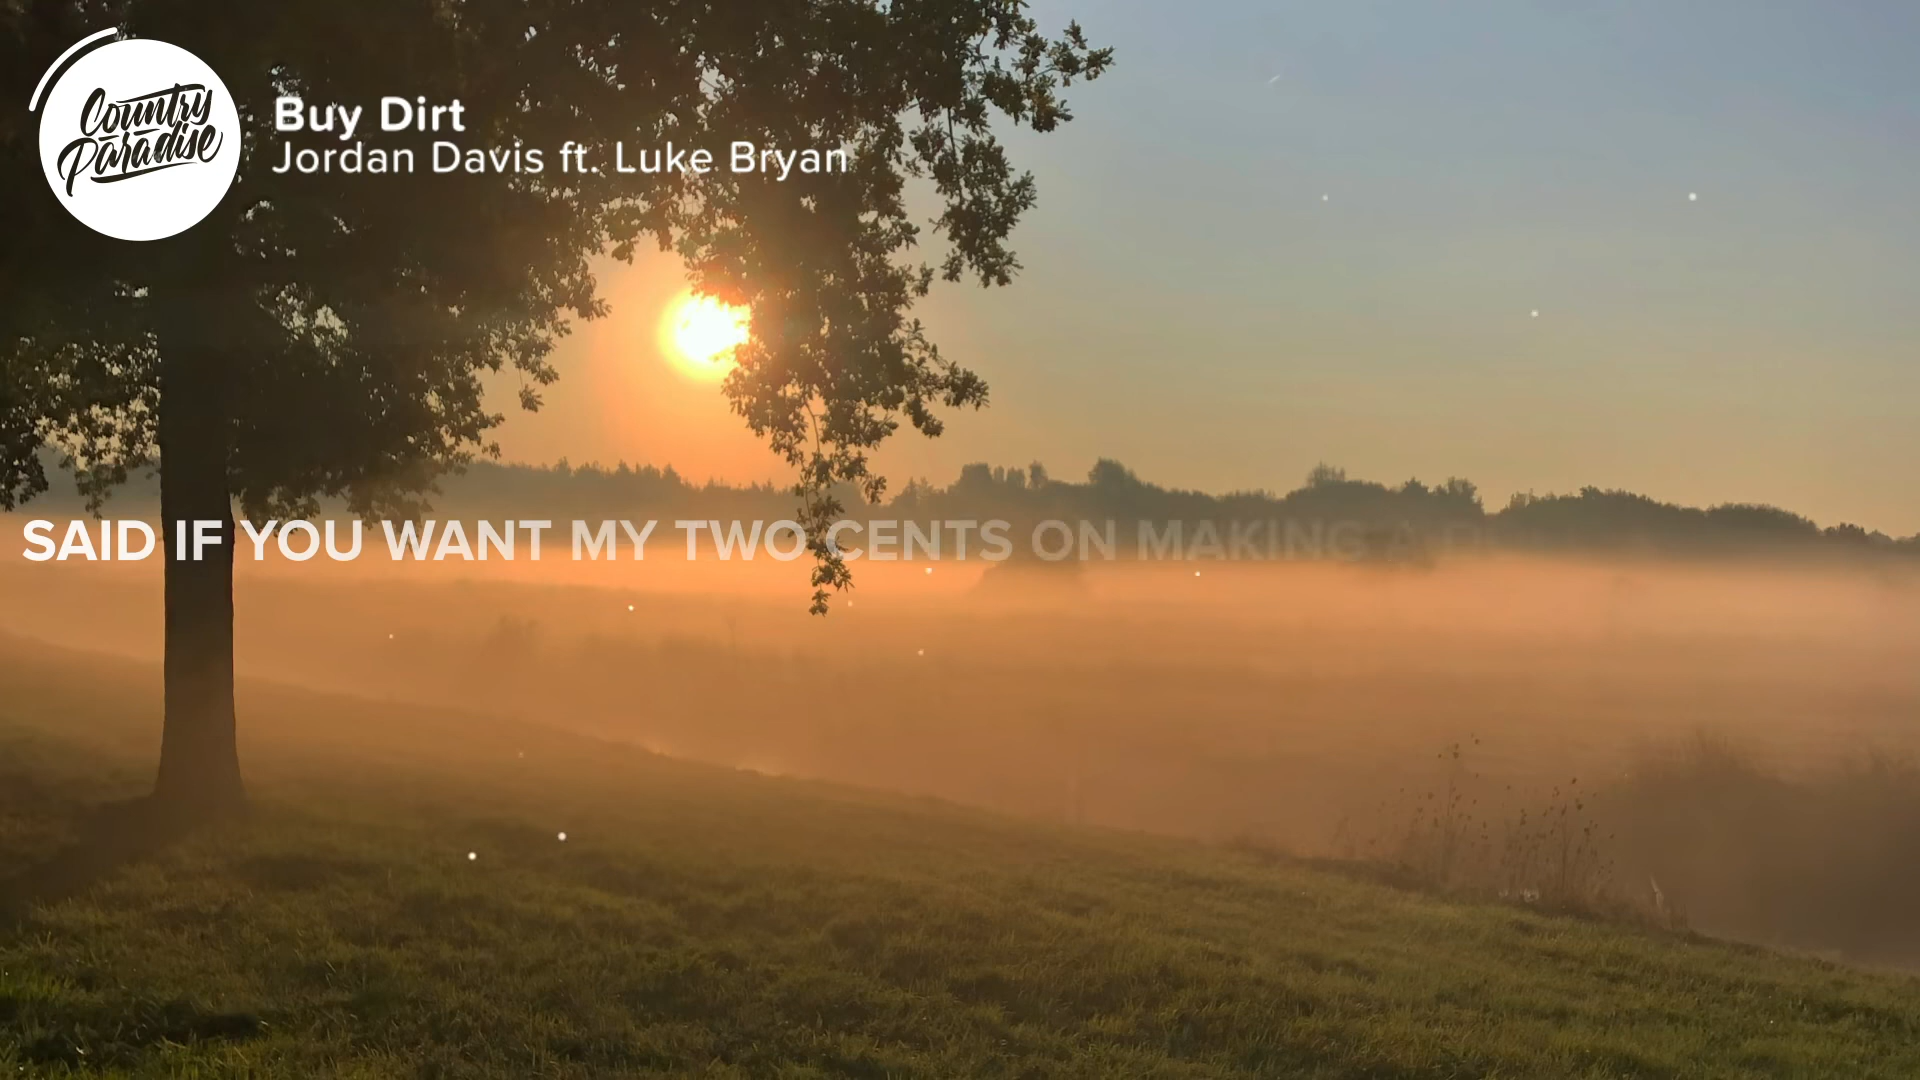 Country
Paradise
Buy Dirt
Jordan Davis ft. Luke Bryan
SAID IF YOU WANT MY TWO CENTS ON MAKING A